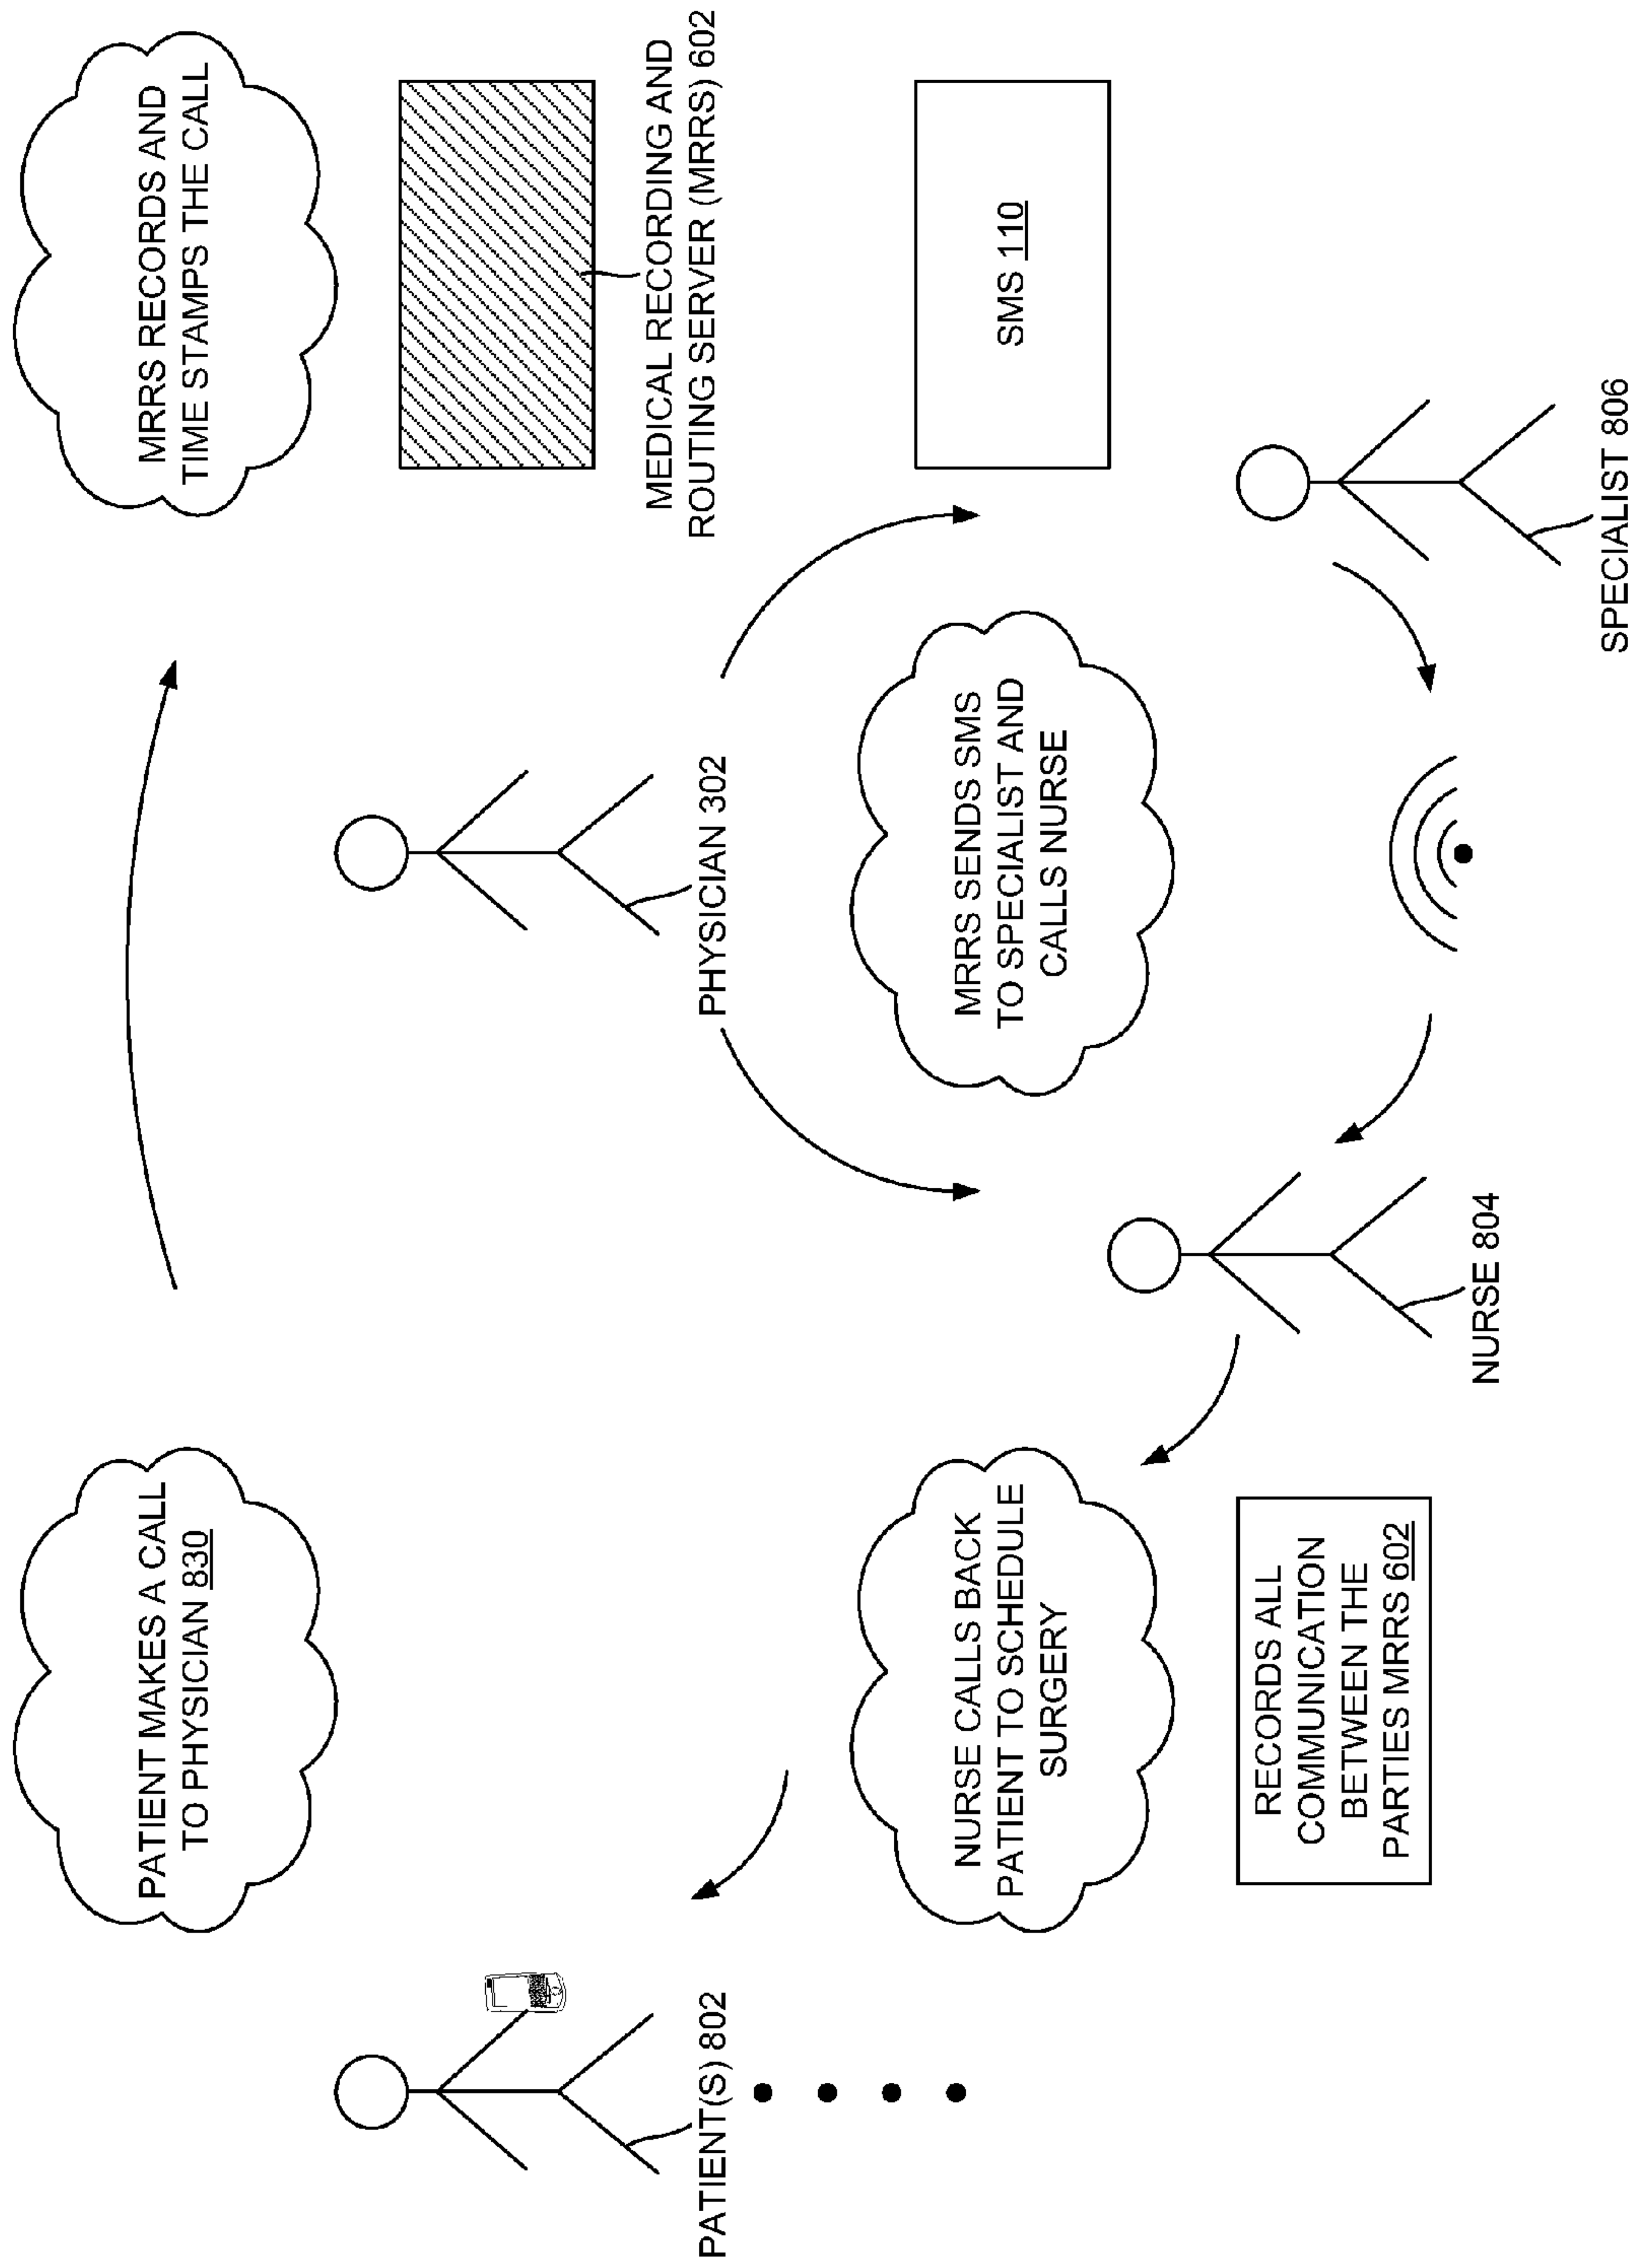 PATIENT MAKES A CALL
TO PHYSICIAN 830
MRRS RECORDS AND
TIME STAMPS THE CALL
PATIENT(S) 802
PHYSICIAN 302
MEDICAL RECORDING AND
ROUTING SERVER (MRRS) 602
NURSE CALLS BACK
PATIENT TO SCHEDULE
SURGERY
MRRS SENDS SMS
TO SPECIALIST AND
CALLS NURSE
SMS 110
RECORDS ALL
COMMUNICATION
BETWEEN THE
PARTIES MRRS 602
NURSE 804
SPECIALIST 806